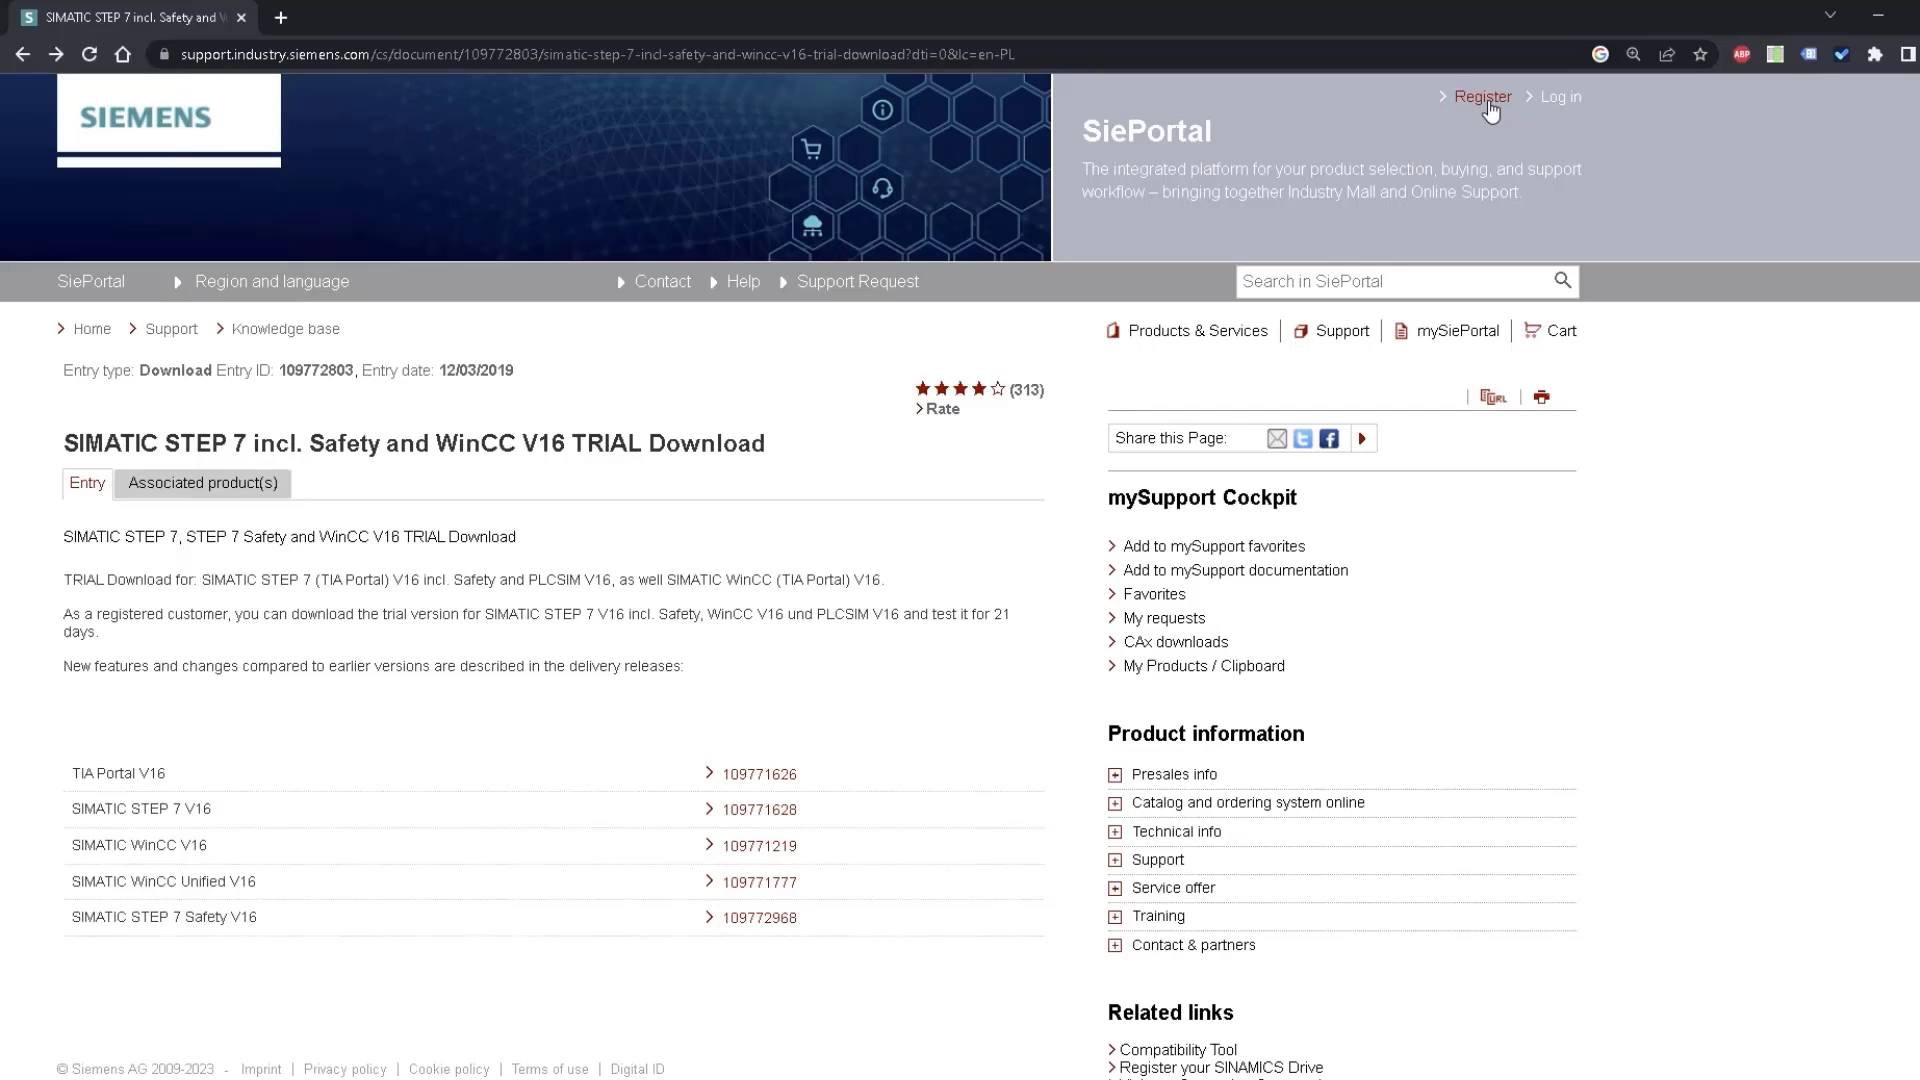 SIMATIC STEP 7 incl. Safety and W
support.industry.siemens.com/cs/document/109772803/simatic-step-7-incl-safety-and-wincc-v16-trial-download?dti=0&lc=en-PL
ABP
SIEMENS
Register
Log in
SiePortal
The integrated platform for your product selection, buying, and support
workflow – bringing together Industry Mall and Online Support.
SiePortal
Region and language
Contact
Help
Support Request
Search in SiePortal
Home
Support
Knowledge base
Products & Services
Support
mySiePortal
Cart
Entry type: Download Entry ID: 109772803, Entry date: 12/03/2019
(313)
Rate
URL
Share this Page:
SIMATIC STEP 7 incl. Safety and WinCC V16 TRIAL Download
Entry
Associated product(s)
SIMATIC STEP 7, STEP 7 Safety and WinCC V16 TRIAL Download
TRIAL Download for: SIMATIC STEP 7 (TIA Portal) V16 incl. Safety and PLCSIM V16, as well SIMATIC WinCC (TIA Portal) V16.
As a registered customer, you can download the trial version for SIMATIC STEP 7 V16 incl. Safety, WinCC V16 und PLCSIM V16 and test it for 21
days.
New features and changes compared to earlier versions are described in the delivery releases:
TIA Portal V16
109771626
SIMATIC STEP 7 V16
109771628
SIMATIC WinCC V16
109771219
SIMATIC WinCC Unified V16
109771777
SIMATIC STEP 7 Safety V16
109772968
mySupport Cockpit
Add to mySupport favorites
Add to mySupport documentation
Favorites
My requests
CAx downloads
My Products / Clipboard
Product information
Presales info
Catalog and ordering system online
Technical info
Support
Service offer
Training
Contact & partners
Related links
Compatibility Tool
Register your SINAMICS Drive
© Siemens AG 2009-2023 - Imprint | Privacy policy | Cookie policy | Terms of use | Digital ID